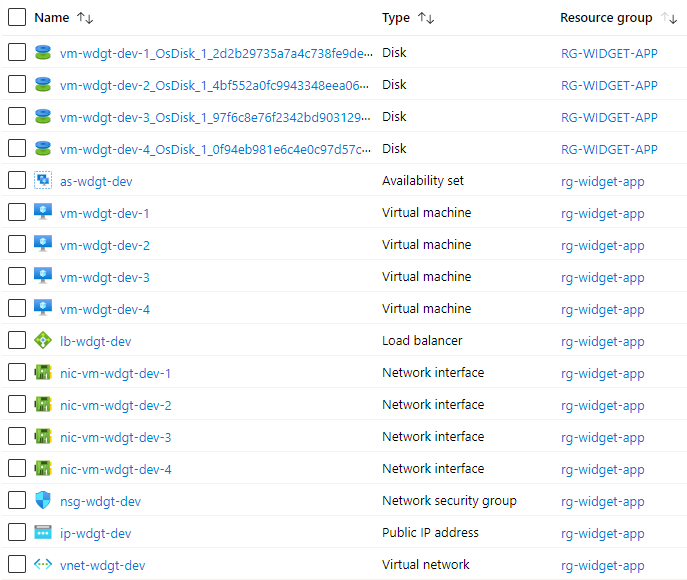 Name Type Resource group
vm-wdgt-dev-1_OsDisk_1_2d2b29735a7a4c738fe9de... Disk RG-WIDGET-APP
vm-wdgt-dev-2_OsDisk_1_4bf552a0fc9943348eea06... Disk RG-WIDGET-APP
vm-wdgt-dev-3_OsDisk_1_97f6c8e76f2342bd903129... Disk RG-WIDGET-APP
vm-wdgt-dev-4_OsDisk_1_0f94eb981e6c4e0c97d57c... Disk RG-WIDGET-APP
as-wdgt-dev Availability set rg-widget-app
vm-wdgt-dev-1 Virtual machine rg-widget-app
vm-wdgt-dev-2 Virtual machine rg-widget-app
vm-wdgt-dev-3 Virtual machine rg-widget-app
vm-wdgt-dev-4 Virtual machine rg-widget-app
lb-wdgt-dev Load balancer rg-widget-app
nic-vm-wdgt-dev-1 Network interface rg-widget-app
nic-vm-wdgt-dev-2 Network interface rg-widget-app
nic-vm-wdgt-dev-3 Network interface rg-widget-app
nic-vm-wdgt-dev-4 Network interface rg-widget-app
nsg-wdgt-dev Network security group rg-widget-app
ip-wdgt-dev Public IP address rg-widget-app
vnet-wdgt-dev Virtual network rg-widget-app